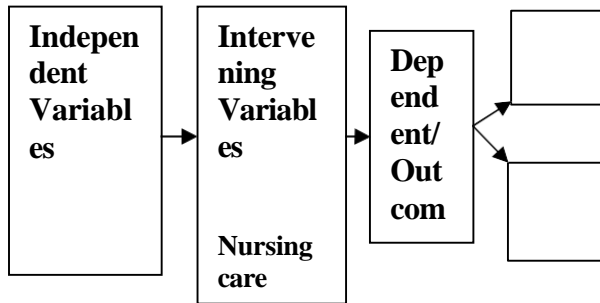 Indepen
dent
Variabl
es
Interve
ning
Variabl
es
Nursing
care
Dep
end
ent/
Out
com